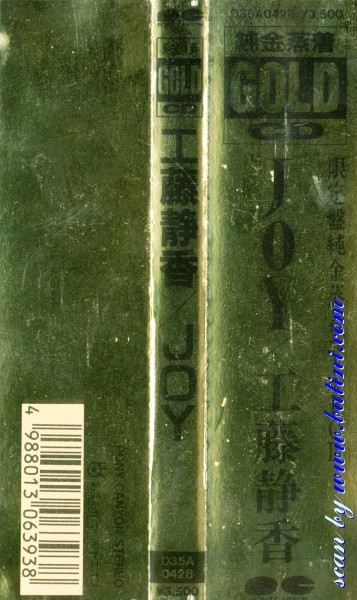 D35A0428 ¥3,500
純金蒸着
GOLD
CD
JOY/工藤静香
限定盤純金蒸
GOLD
CD
工藤静香/JOY
D35A
-0428
¥3,500
PONY CANYON STEREO
4 988013 063938
scan by www.batini.com